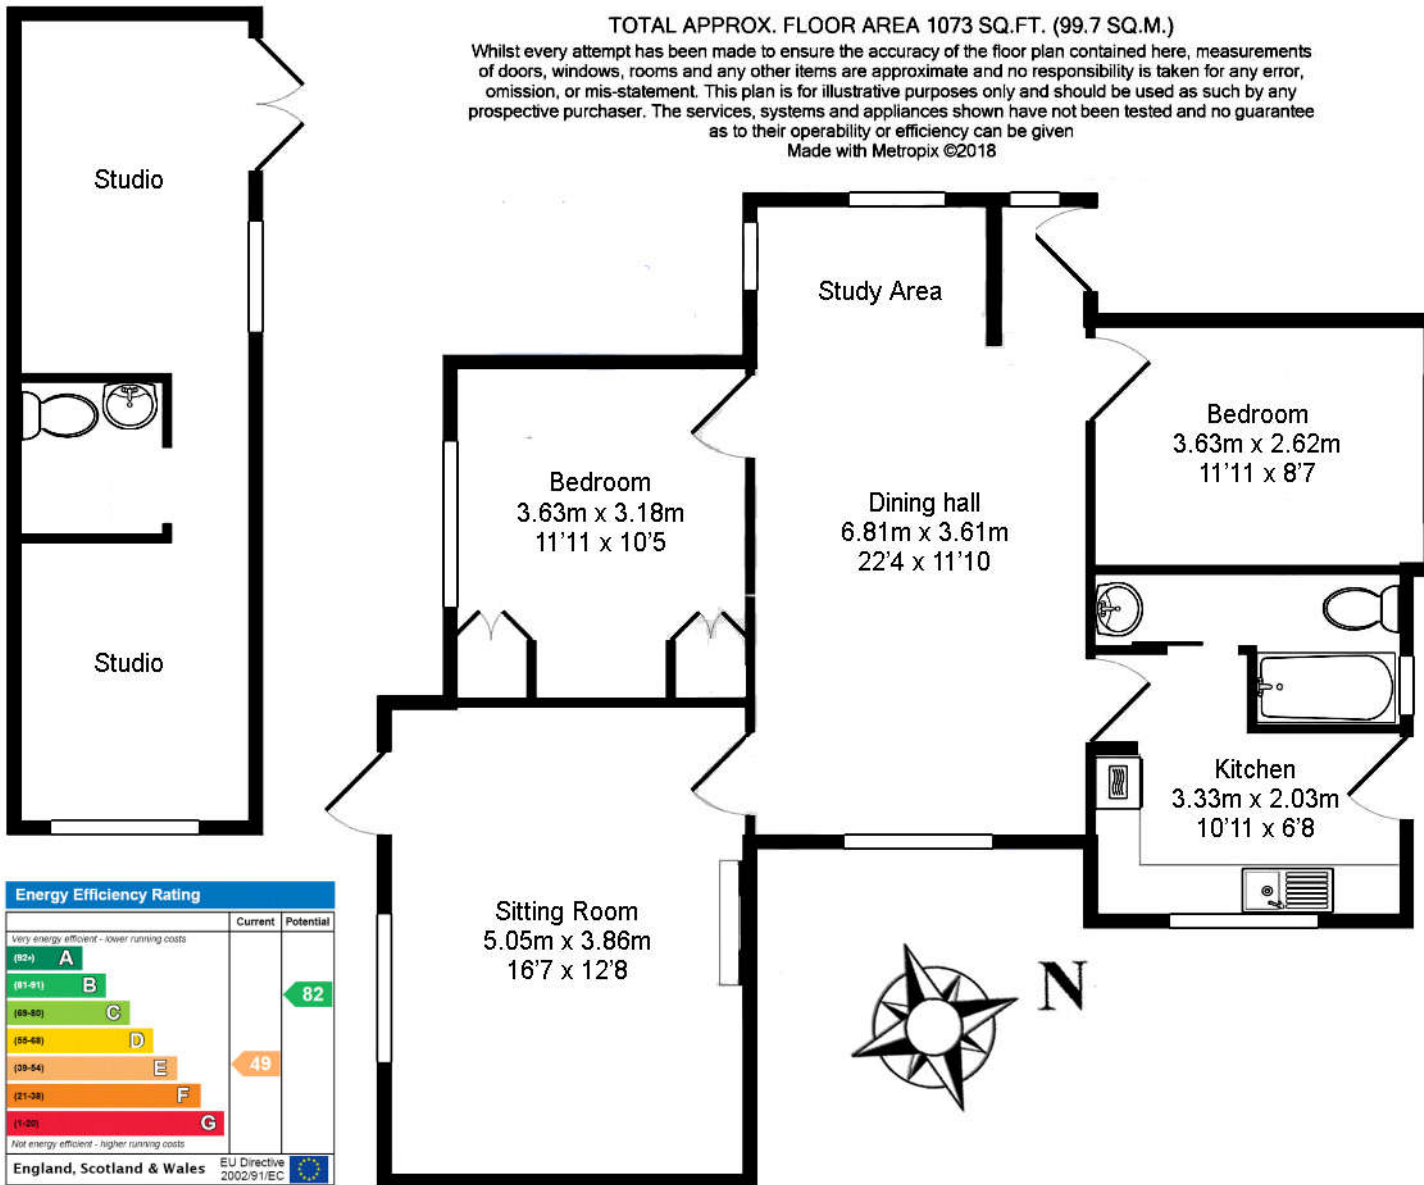 TOTAL APPROX. FLOOR AREA 1073 SQ.FT. (99.7 SQ.M.)
Whilst every attempt has been made to ensure the accuracy of the floor plan contained here, measurements
of doors, windows, rooms and any other items are approximate and no responsibility is taken for any error,
omission, or mis-statement. This plan is for illustrative purposes only and should be used as such by any
prospective purchaser. The services, systems and appliances shown have not been tested and no guarantee
as to their operability or efficiency can be given
Made with Metropix ©2018
Studio
Study Area
Bedroom
3.63m x 2.62m
11'11 x 8'7
Bedroom
3.63m x 3.18m
11'11 x 10'5
Dining hall
6.81m x 3.61m
22'4 x 11'10
Studio
Kitchen
3.33m x 2.03m
10'11 x 6'8
Sitting Room
5.05m x 3.86m
16'7 x 12'8
N
Energy Efficiency Rating
Current Potential
Very energy efficient - lower running costs
(92+) A
(81-91) B
82
(69-80) C
(55-68) D
(39-54) E
49
(21-38) F
(1-20) G
Not energy efficient - higher running costs
England, Scotland & Wales
EU Directive
2002/91/EC